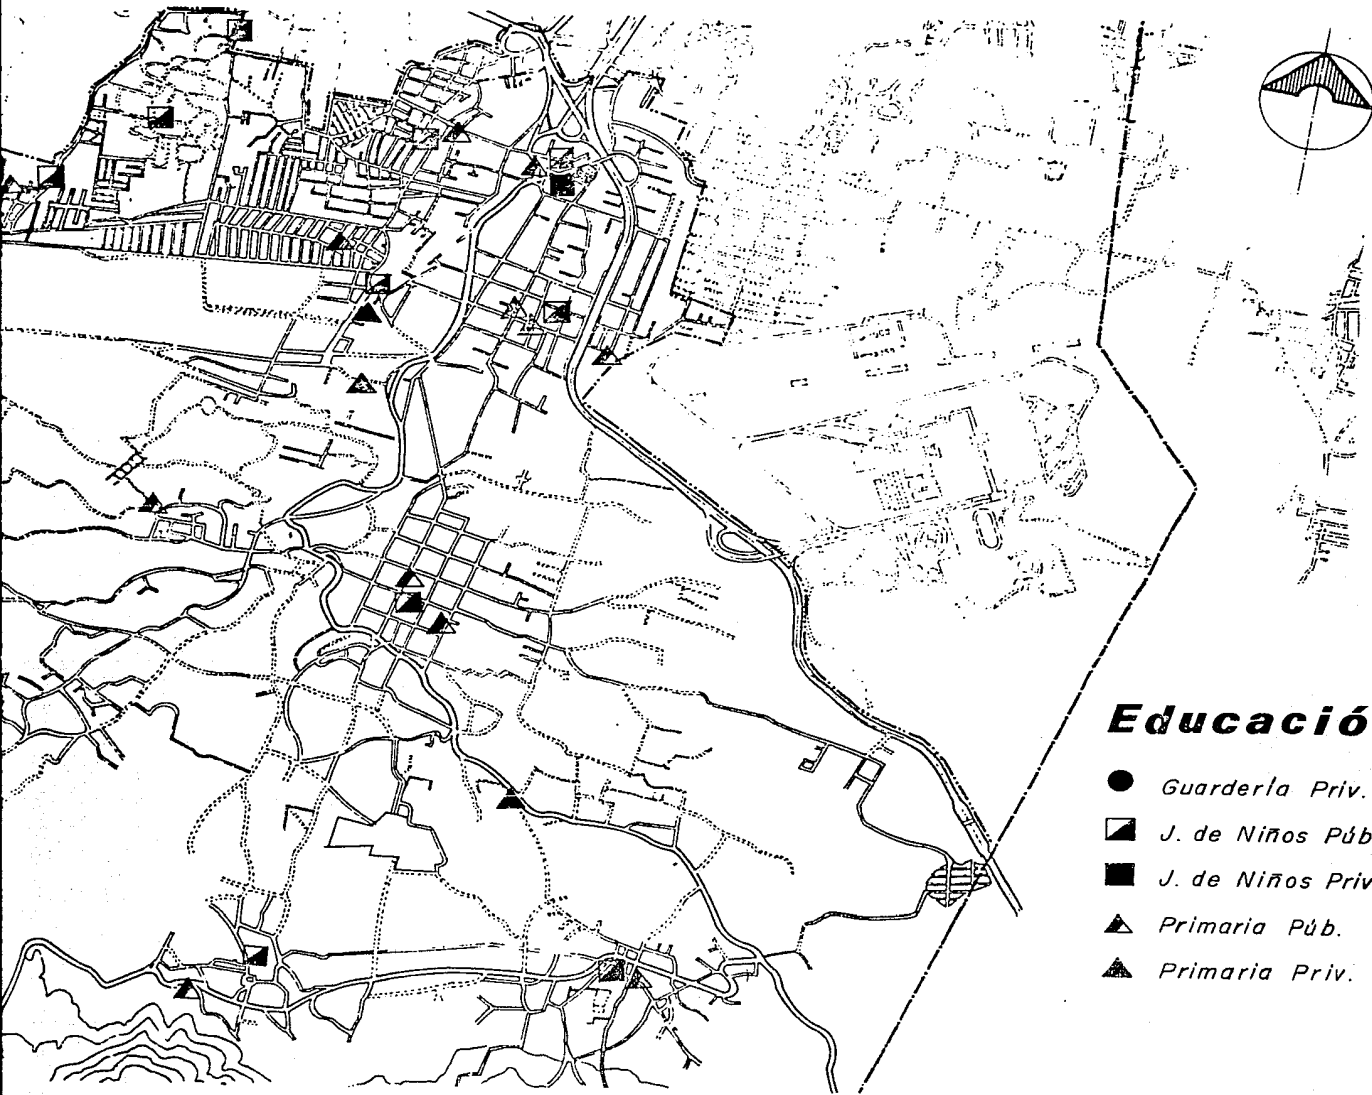 Educació
Guardería Priv.
J. de Niños Púb
J. de Niños Priv
Primaria Púb.
Primaria Priv.